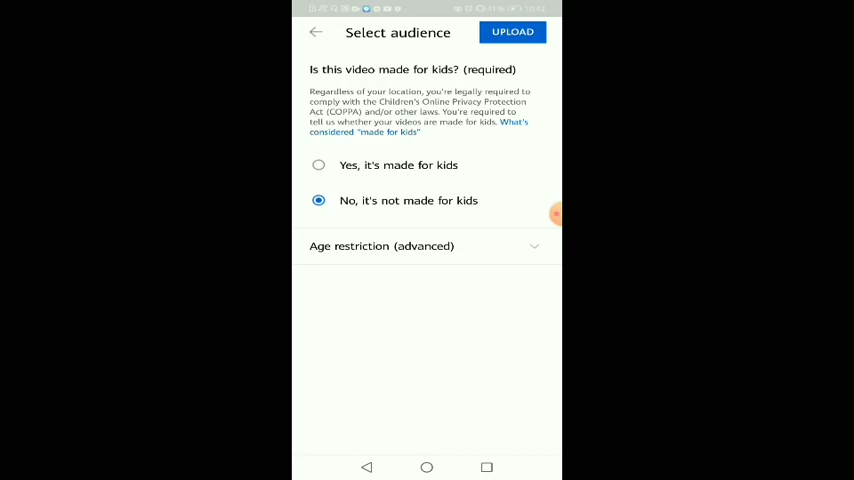 41% 10:42
Select audience
UPLOAD
Is this video made for kids? (required)
Regardless of your location, you're legally required to
comply with the Children's Online Privacy Protection
Act (COPPA) and/or other laws. You're required to
tell us whether your videos are made for kids. What's
considered "made for kids"
Yes, it's made for kids
No, it's not made for kids
Age restriction (advanced)